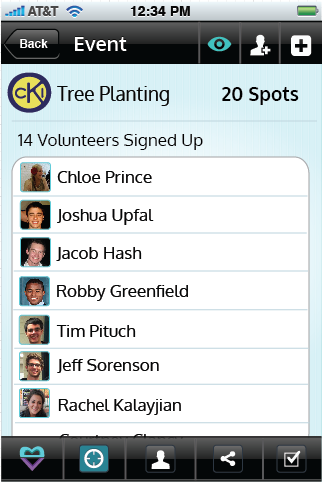 AT&T 12:34 PM
Back Event
CKI Tree Planting 20 Spots
14 Volunteers Signed Up
Chloe Prince
Joshua Upfal
Jacob Hash
Robby Greenfield
Tim Pituch
Jeff Sorenson
Rachel Kalayjian